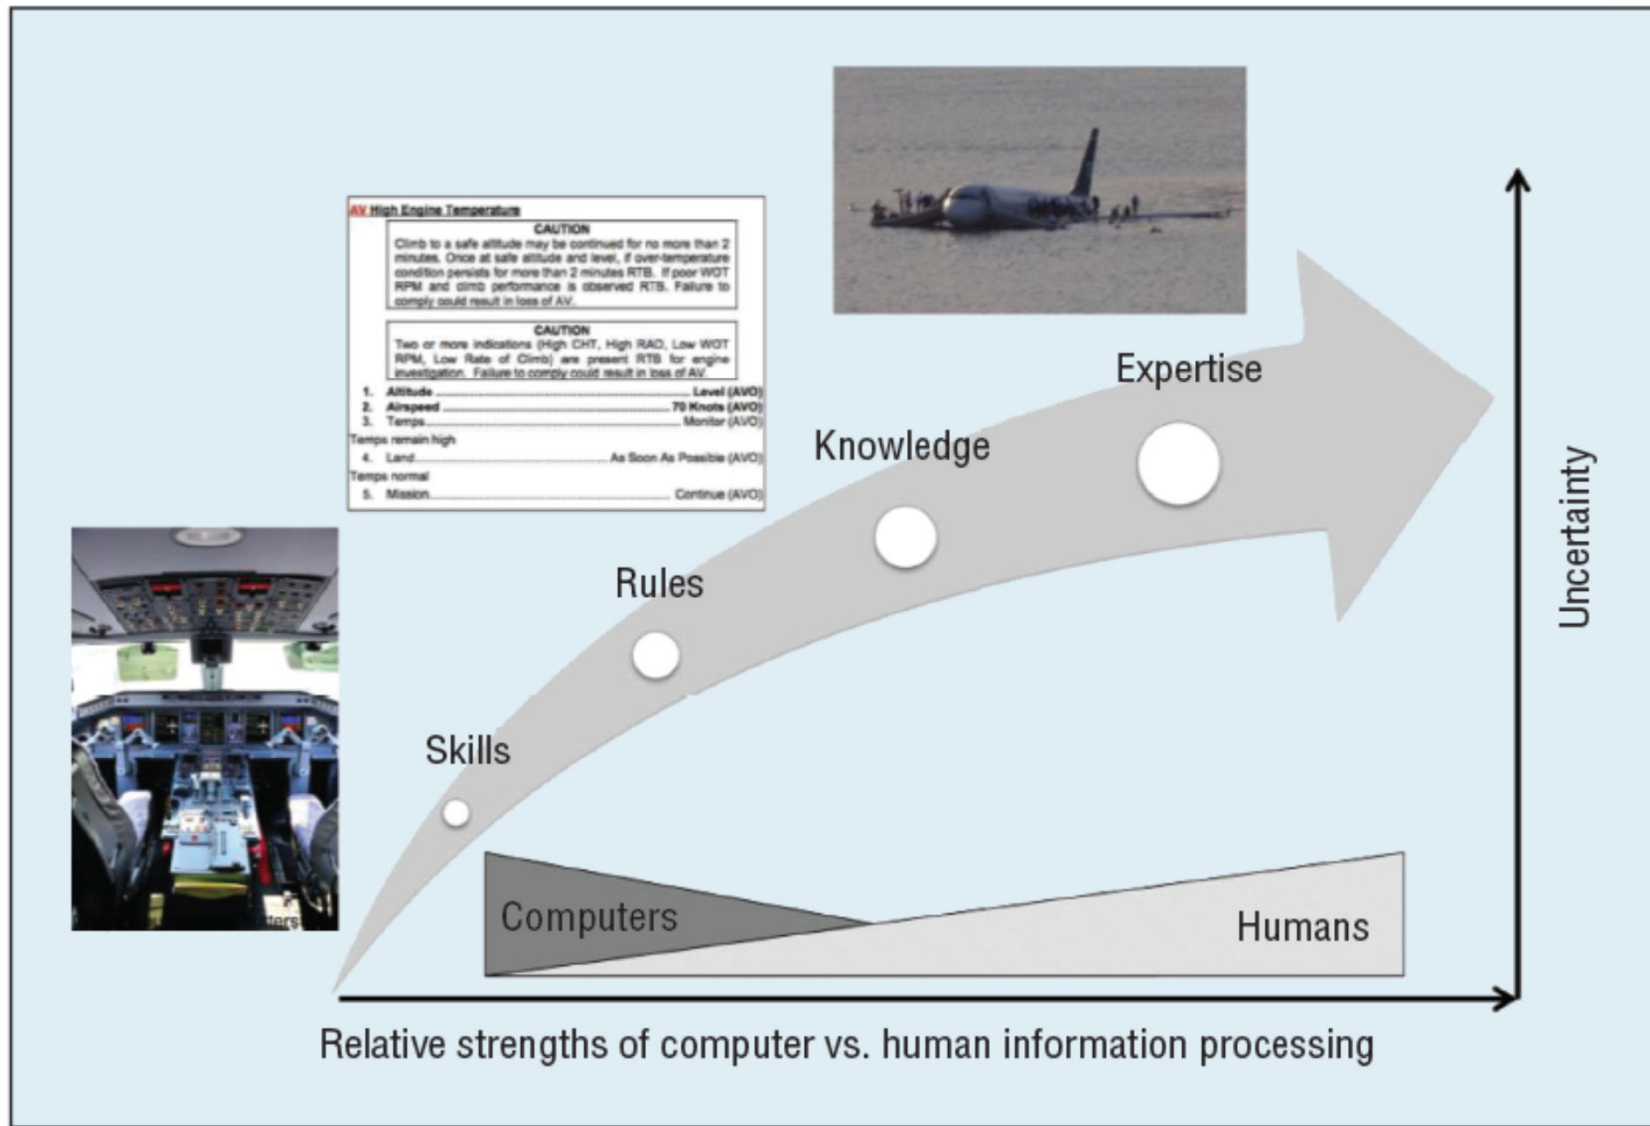 AV High Engine Temperature
CAUTION
Climb to a safe altitude may be continued for no more than 2
minutes. Once at safe altitude and level, if over-temperature
condition persists for more than 2 minutes RTB. If poor WOT
RPM and climb performance is observed RTB. Failure to
comply could result in loss of AV.
CAUTION
Two or more indications (High CHT, High RAD, Low WOT
RPM, Low Rate of Climb) are present RTB for engine
investigation. Failure to comply could result in loss of AV.
1. Altitude ........................................ Level (AVO)
2. Airspeed ........................................ 70 Knots (AVO)
3. Temps ........................................ Monitor (AVO)
Temps remain high
4. Land ........................................ As Soon As Possible (AVO)
Temps normal
5. Mission ........................................ Continue (AVO)
Expertise
Knowledge
Rules
Skills
Uncertainty
Computers
Humans
Relative strengths of computer vs. human information processing